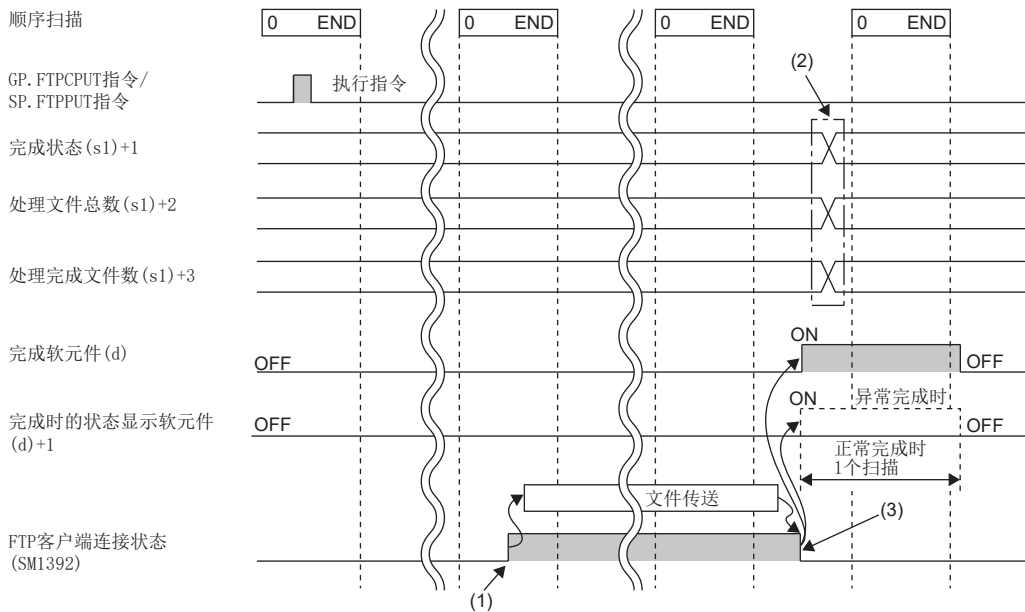 顺序扫描
0 END
0 END
0 END
0 END
(2)
GP.FTPCPUT指令/
SP.FTPPUT指令
执行指令
完成状态(s1)+1
处理文件总数(s1)+2
处理完成文件数(s1)+3
ON
完成软元件(d)
OFF
OFF
ON
异常完成时
完成时的状态显示软元件
(d)+1
OFF
OFF
正常完成时
1个扫描
文件传送
(3)
FTP客户端连接状态
(SM1392)
(1)